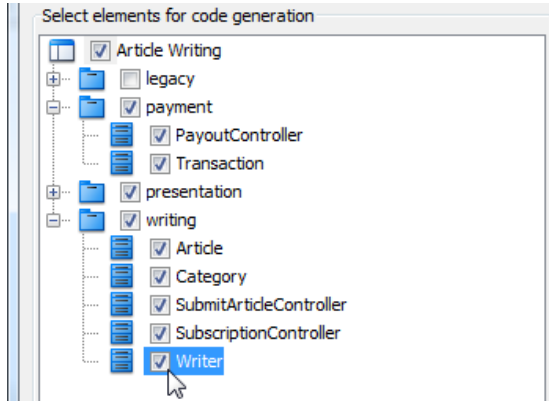 Select elements for code generation
Article Writing
legacy
payment
PayoutController
Transaction
presentation
writing
Article
Category
SubmitArticleController
SubscriptionController
Writer